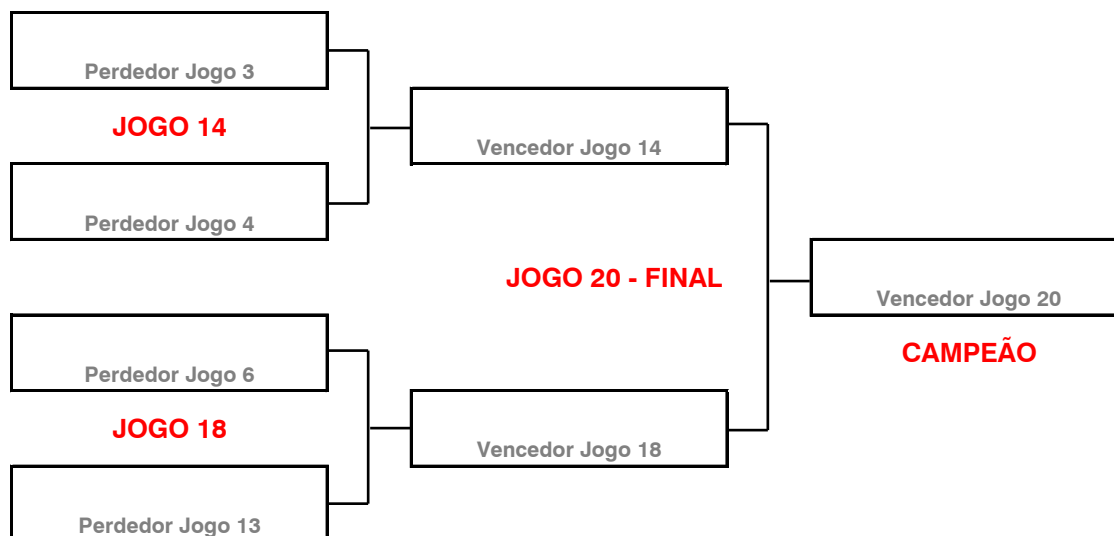 Perdedor Jogo 3
JOGO 14
Vencedor Jogo 14
Perdedor Jogo 4
JOGO 20 - FINAL
Vencedor Jogo 20
CAMPEÃO
Perdedor Jogo 6
JOGO 18
Vencedor Jogo 18
Perdedor Jogo 13